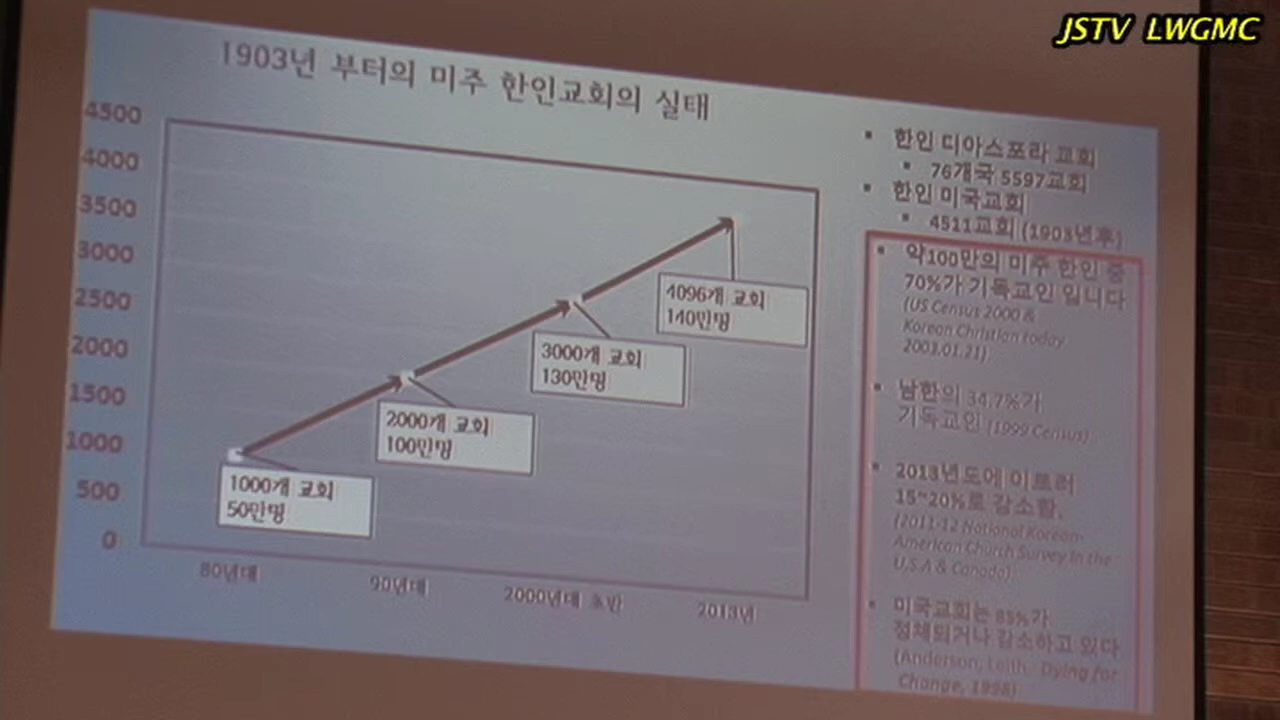 JSTV LWGMC
1903년 부터의 미주 한인교회의 실태
4500
4000
3500
3000
2500
2000
1500
1000
500
0
1000개 교회
50만명
2000개 교회
100만명
3000개 교회
130만명
4096개 교회
140만명
80년대
90년대
2000년대 초반
2013년
한인 디아스포라 교회
76개국 5597교회
한인 미국교회
4511교회 (1903년후)
약100만의 미주 한인 중
70%가 기독교인 입니다
(US Census 2000 &
Korean Christian today
2003.01.21)
남한의 34.7%가
기독교인 (1999 Census)
2013년도에 이르러
15~20%로 감소함.
(2011-12 National Korean-
American Church Survey in the
U.S.A & Canada)
미국교회는 85%가
정체되거나 감소하고 있다
(Anderson, Leith. Dying for
Change, 1998)